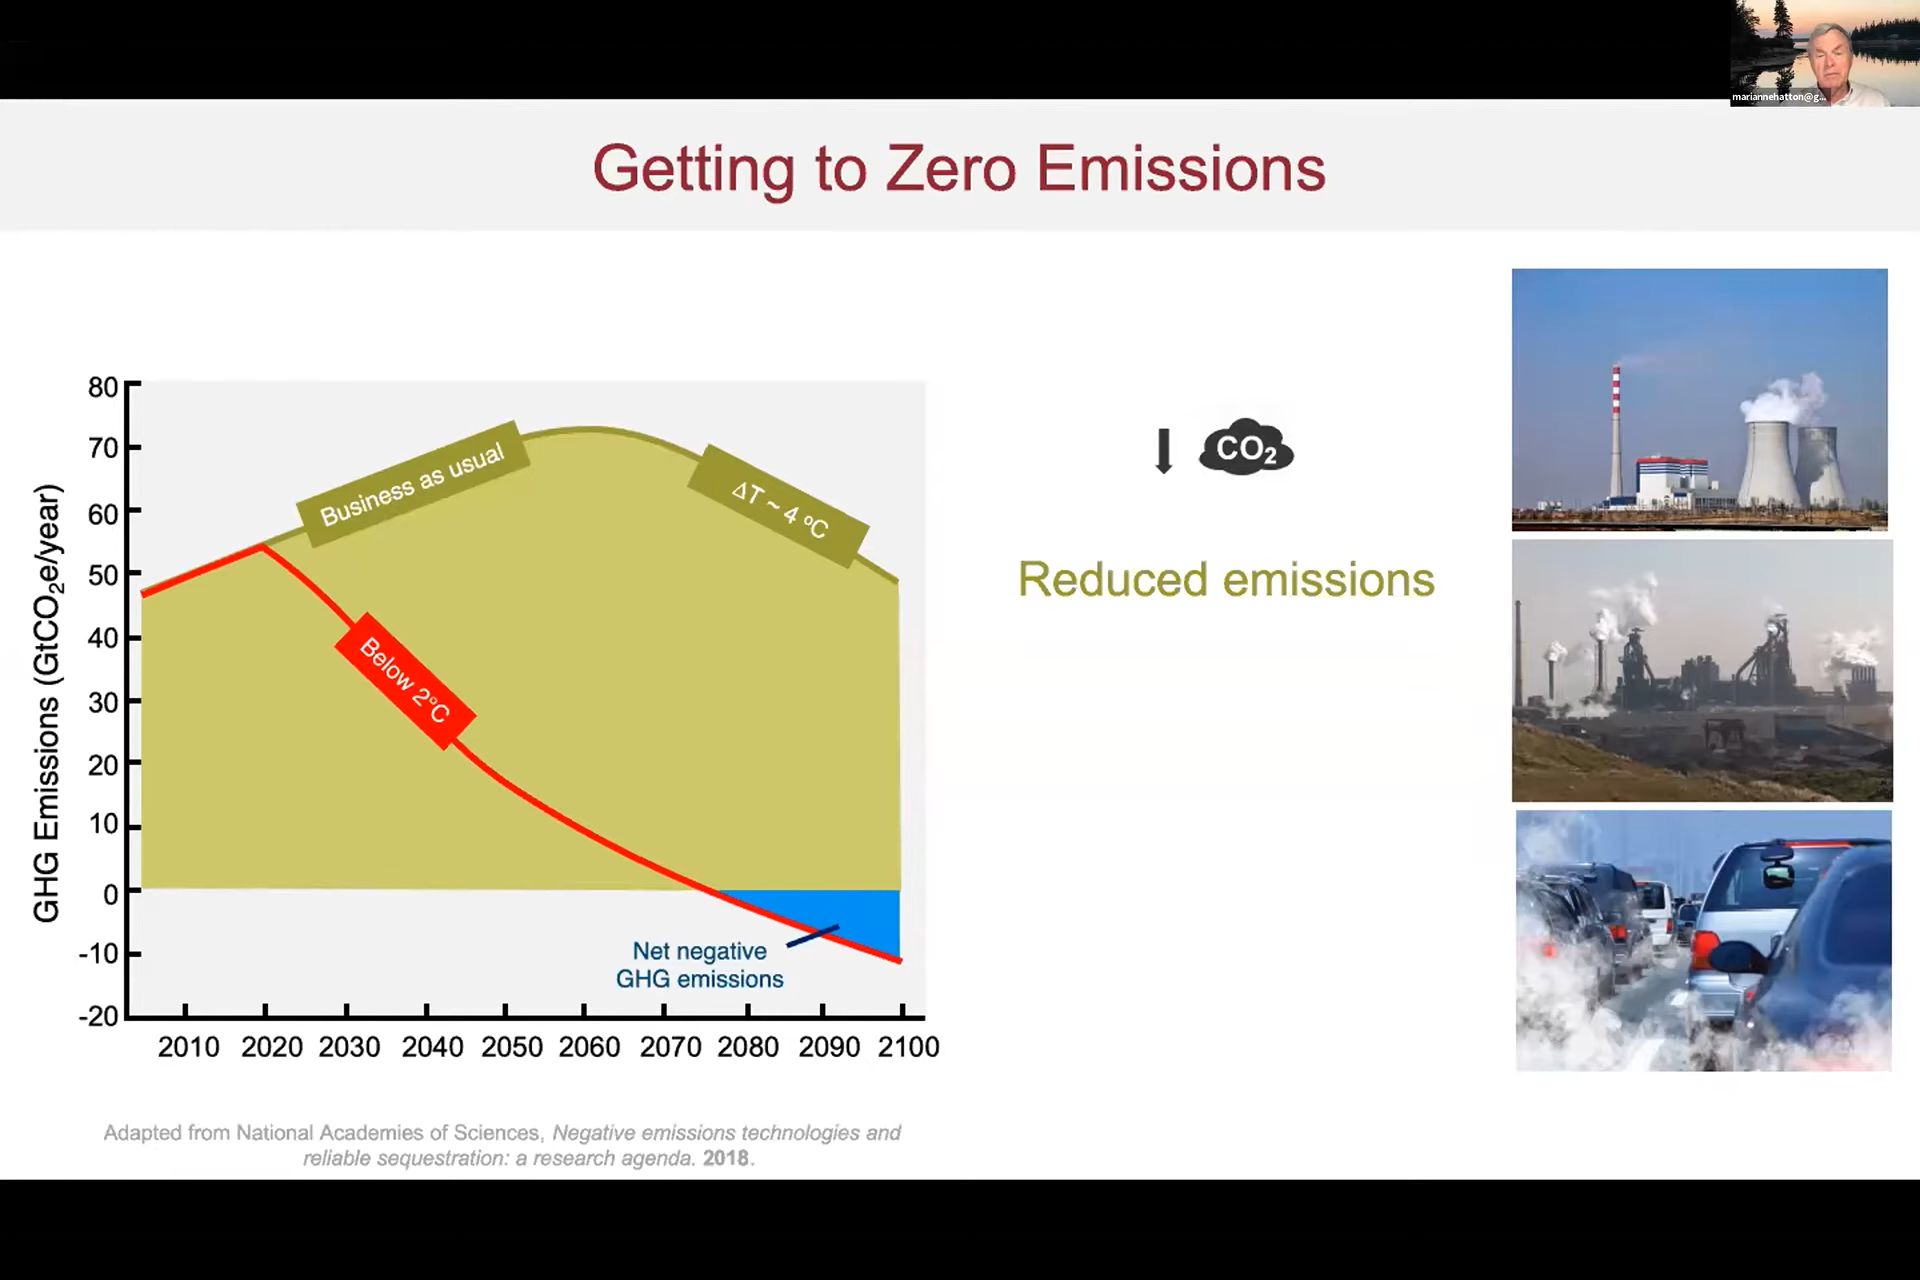 mariannehatton@g...
Getting to Zero Emissions
GHG Emissions (GtCO₂e/year)
80
70
60
50
40
30
20
10
0
-10
-20
Business as usual
ΔT ~ 4 ºC
Below 2°C
Net negative
GHG emissions
2010 2020 2030 2040 2050 2060 2070 2080 2090 2100
CO₂
Reduced emissions
Adapted from National Academies of Sciences, Negative emissions technologies and
reliable sequestration: a research agenda. 2018.